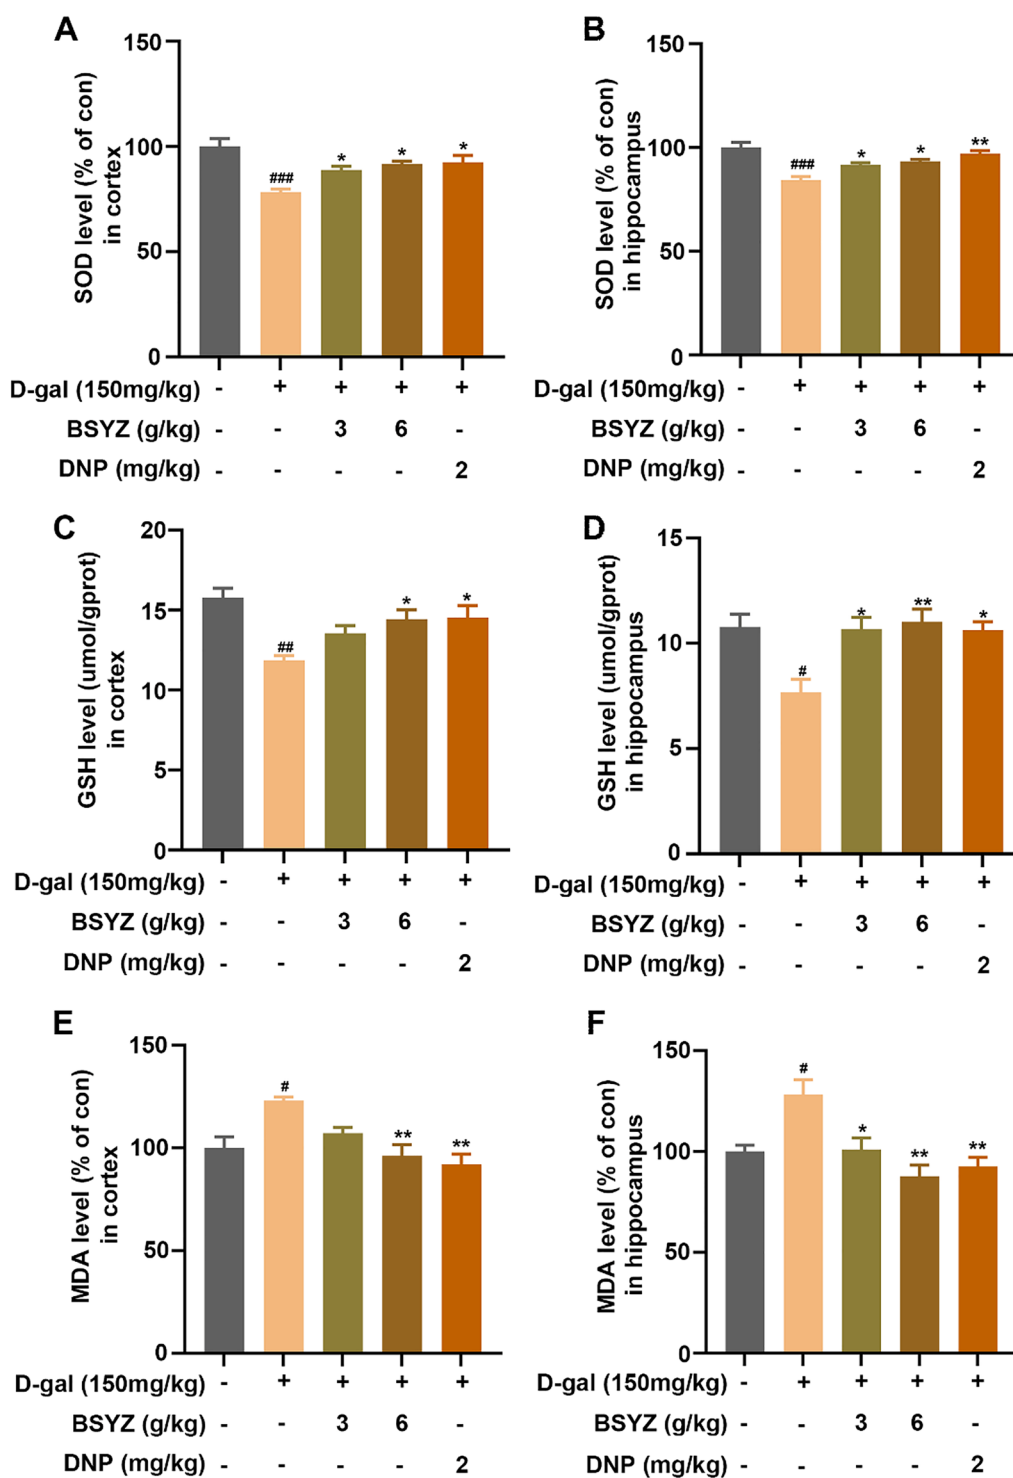 A
SOD level (% of con)
in cortex
150
100
50
0
###
*
*
*
D-gal (150mg/kg) - + + + +
BSYZ (g/kg) - - 3 6 -
DNP (mg/kg) - - - - 2
B
SOD level (% of con)
in hippocampus
150
100
50
0
###
*
*
**
D-gal (150mg/kg) - + + + +
BSYZ (g/kg) - - 3 6 -
DNP (mg/kg) - - - - 2
C
GSH level (umol/gprot)
in cortex
20
15
10
5
0
##
*
*
D-gal (150mg/kg) - + + + +
BSYZ (g/kg) - - 3 6 -
DNP (mg/kg) - - - - 2
D
GSH level (umol/gprot)
in hippocampus
15
10
5
0
#
*
**
*
D-gal (150mg/kg) - + + + +
BSYZ (g/kg) - - 3 6 -
DNP (mg/kg) - - - - 2
E
MDA level (% of con)
in cortex
150
100
50
0
#
**
**
D-gal (150mg/kg) - + + + +
BSYZ (g/kg) - - 3 6 -
DNP (mg/kg) - - - - 2
F
MDA level (% of con)
in hippocampus
150
100
50
0
#
*
**
**
D-gal (150mg/kg) - + + + +
BSYZ (g/kg) - - 3 6 -
DNP (mg/kg) - - - - 2